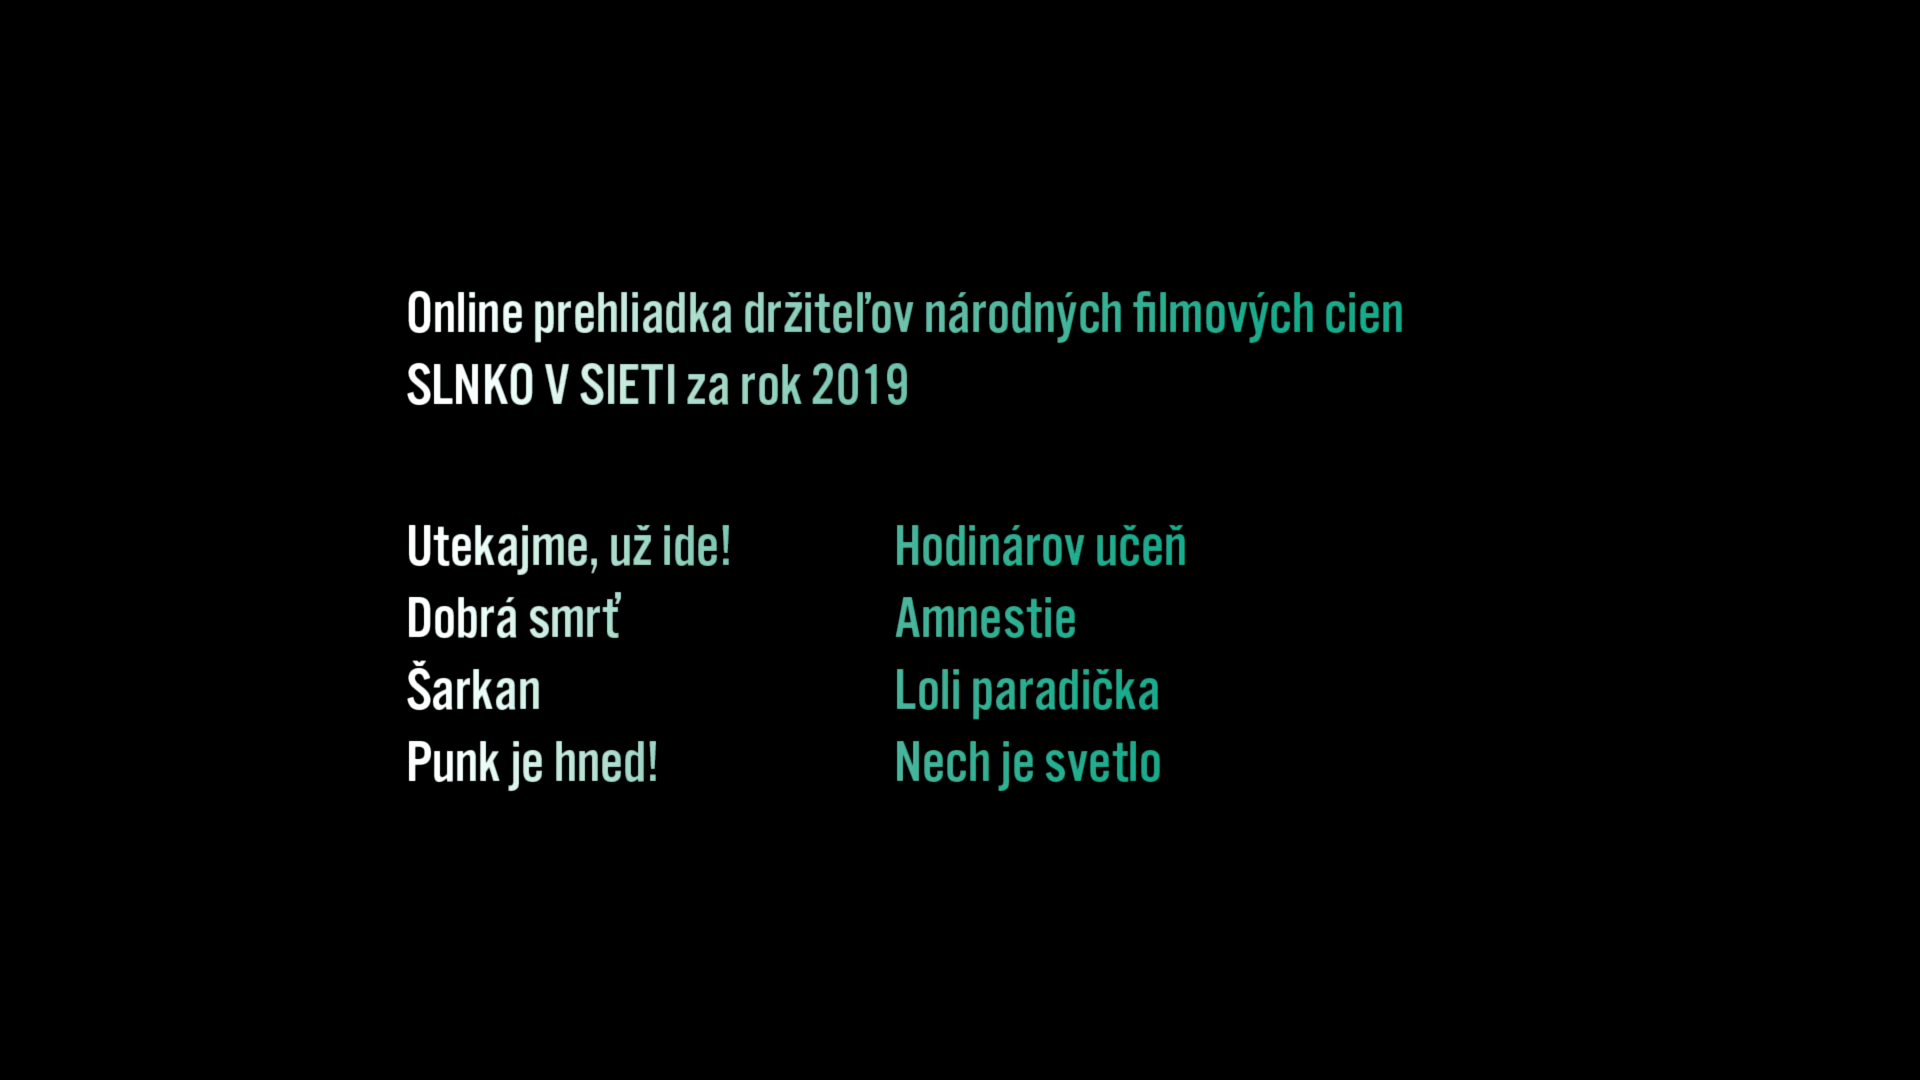 Online prehliadka držiteľov národných filmových cien
SLNKO V SIETI za rok 2019
Utekajme, už ide!
Dobrá smrť
Šarkan
Punk je hneď!
Hodinárov učeň
Amnestie
Loli paradička
Nech je svetlo